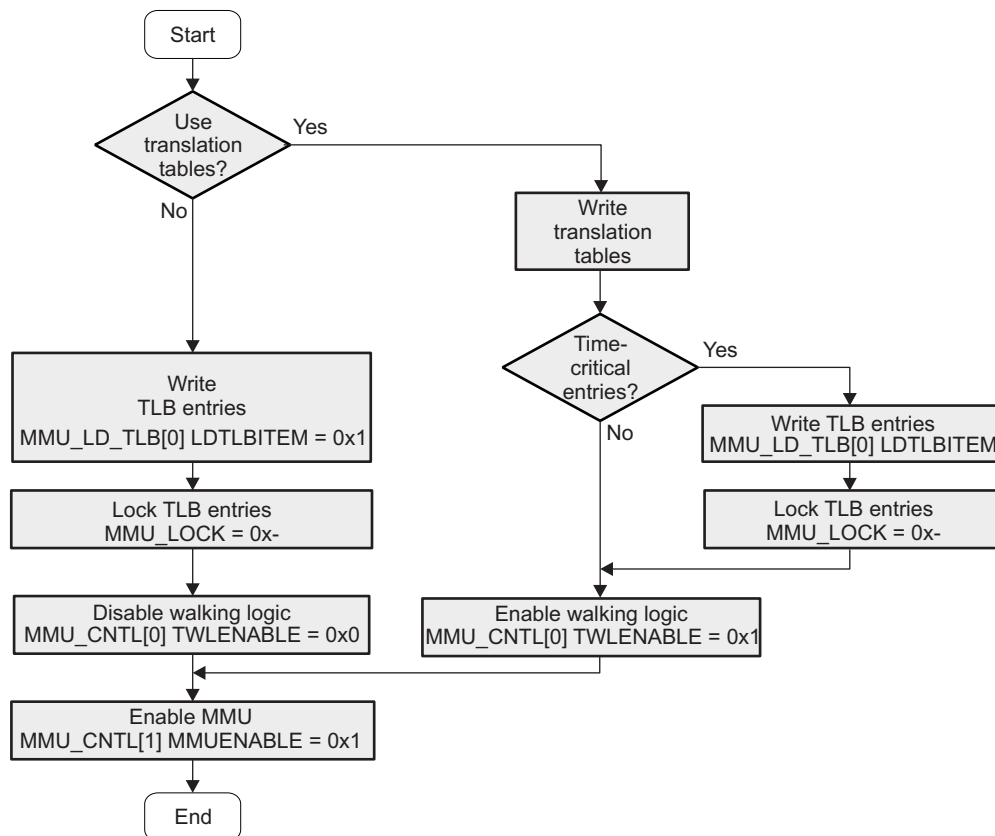 Start
Use
translation
tables?
Yes
No
Write
translation
tables
Time-
critical
entries?
Yes
No
Write
TLB entries
MMU_LD_TLB[0] LDTLBITEM = 0x1
Write TLB entries
MMU_LD_TLB[0] LDTLBITEM
Lock TLB entries
MMU_LOCK = 0x-
Lock TLB entries
MMU_LOCK = 0x-
Disable walking logic
MMU_CNTL[0] TWLENABLE = 0x0
Enable walking logic
MMU_CNTL[0] TWLENABLE = 0x1
Enable MMU
MMU_CNTL[1] MMUENABLE = 0x1
End